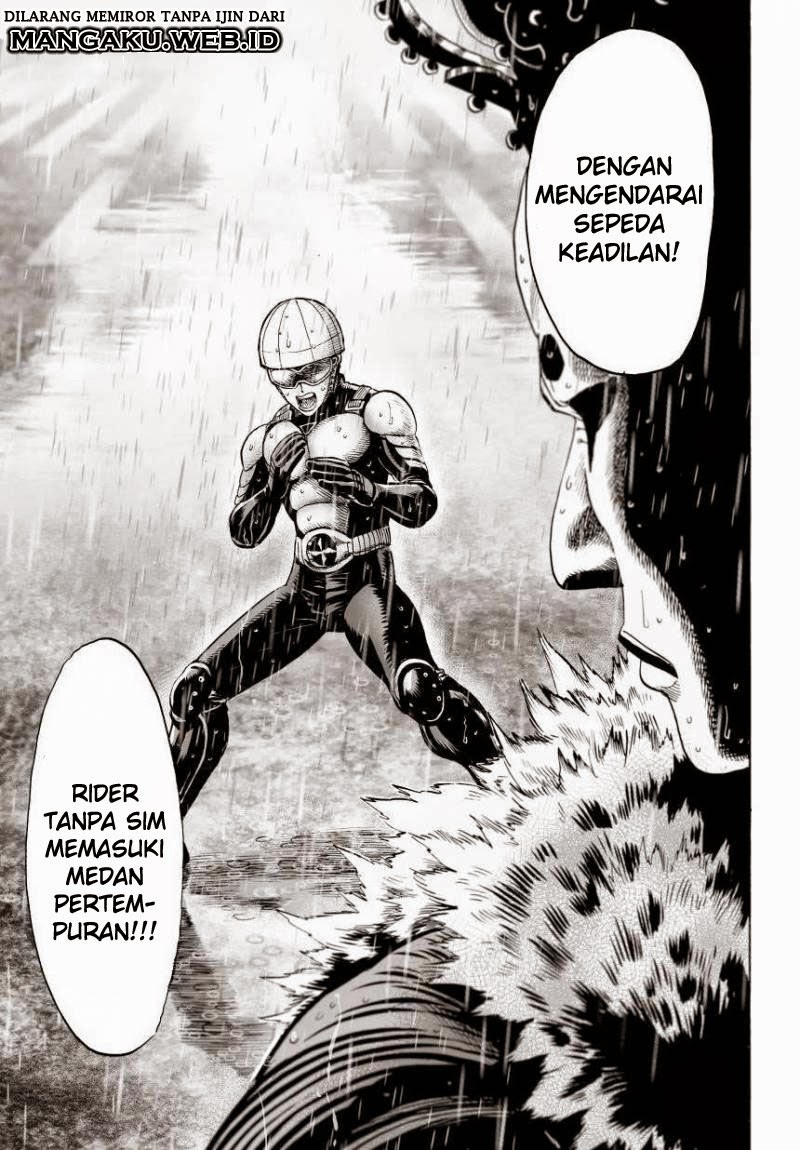 DILARANG MEMIROR TANPA IJIN DARI
MANGAKU.WEB.ID
DENGAN
MENGENDARAI
SEPEDA
KEADILAN!
RIDER
TANPA SIM
MEMASUKI
MEDAN
PERTEM-
PURAN!!!